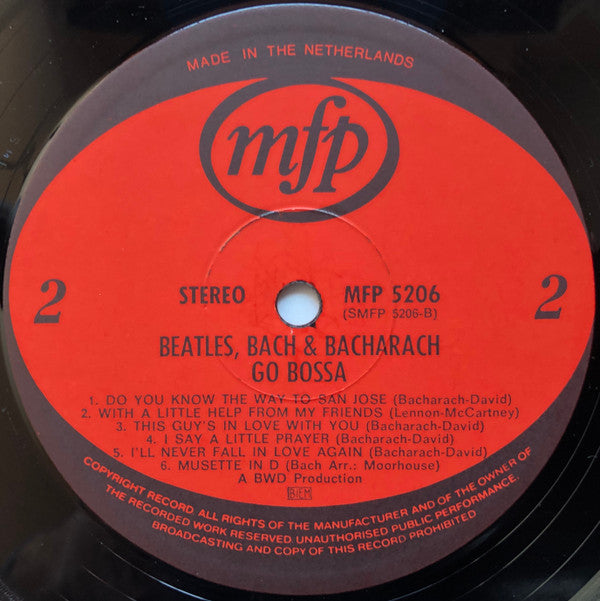 MADE IN THE NETHERLANDS
mfp
2
2
STEREO
MFP 5206
(SMFP 5206-B)
BEATLES, BACH & BACHARACH
GO BOSSA
1. DO YOU KNOW THE WAY TO SAN JOSE (Bacharach-David)
2. WITH A LITTLE HELP FROM MY FRIENDS (Lennon-McCartney)
3. THIS GUY'S IN LOVE WITH YOU (Bacharach-David)
4. I SAY A LITTLE PRAYER (Bacharach-David)
5. I'LL NEVER FALL IN LOVE AGAIN (Bacharach-David)
6. MUSETTE IN D (Bach Arr.: Moorhouse)
A BWD Production
BIEM
COPYRIGHT RECORD. ALL RIGHTS OF THE MANUFACTURER AND OF THE OWNER OF
THE RECORDED WORK RESERVED. UNAUTHORISED PUBLIC PERFORMANCE,
BROADCASTING AND COPY OF THIS RECORD PROHIBITED